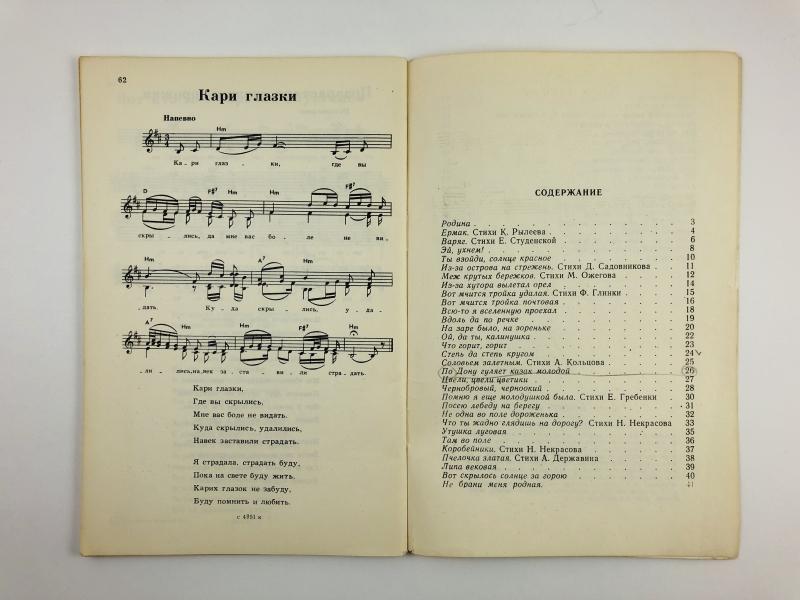 62
Кари глазки
Напевно
Hm
Ка - ри глаз - ки, где вы
D F#7 Hm Hm F#7
скры - лись, да мне вас бо - ле не ви -
Hm A7 Hm
дать. Ку - да скры - лись, у - да -
A7 Hm F#7 Hm
ли - лись, на - век за - ста - ви - ли стра - дать.
Кари глазки,
Где вы скрылись,
Мне вас боле не видать.
Куда скрылись, удалились,
Навек заставили страдать.
Я страдала, страдать буду,
Пока на свете буду жить.
Карих глазок не забуду,
Буду помнить и любить.
с 4391 к
СОДЕРЖАНИЕ
Родина 3
Ермак. Стихи К. Рылеева 4
Варяг. Стихи Е. Студенской 6
Эй, ухнем! 8
Ты взойди, солнце красное 10
Из-за острова на стрежень. Стихи Д. Садовникова 11
Меж крутых бережков. Стихи М. Ожегова 12
Из-за хутора вылетал орел 14
Вот мчится тройка удалая. Стихи Ф. Глинки 15
Вот мчится тройка почтовая 16
Всю-то я вселенную проехал 18
Вдоль да по речке 19
На заре было, на зореньке 20
Ой, да ты, калинушка 22
Что горит, горит 23
Степь да степь кругом 24
Соловьем залетным. Стихи А. Кольцова 25
По Дону гуляет казак молодой 26
Цвели, цвели цветики 27
Чернобровый, черноокий 28
Помню я еще молодушкой была. Стихи Е. Гребенки 30
Посею лебеду на берегу 31
Не одна во поле дороженька 32
Что ты жадно глядишь на дорогу? Стихи Н. Некрасова 33
Утушка луговая 35
Там во поле 36
Коробейники. Стихи Н. Некрасова 37
Пчелочка златая. Стихи А. Державина 38
Липа вековая 39
Вот скрылось солнце за горою 40
Не брани меня родная. 41